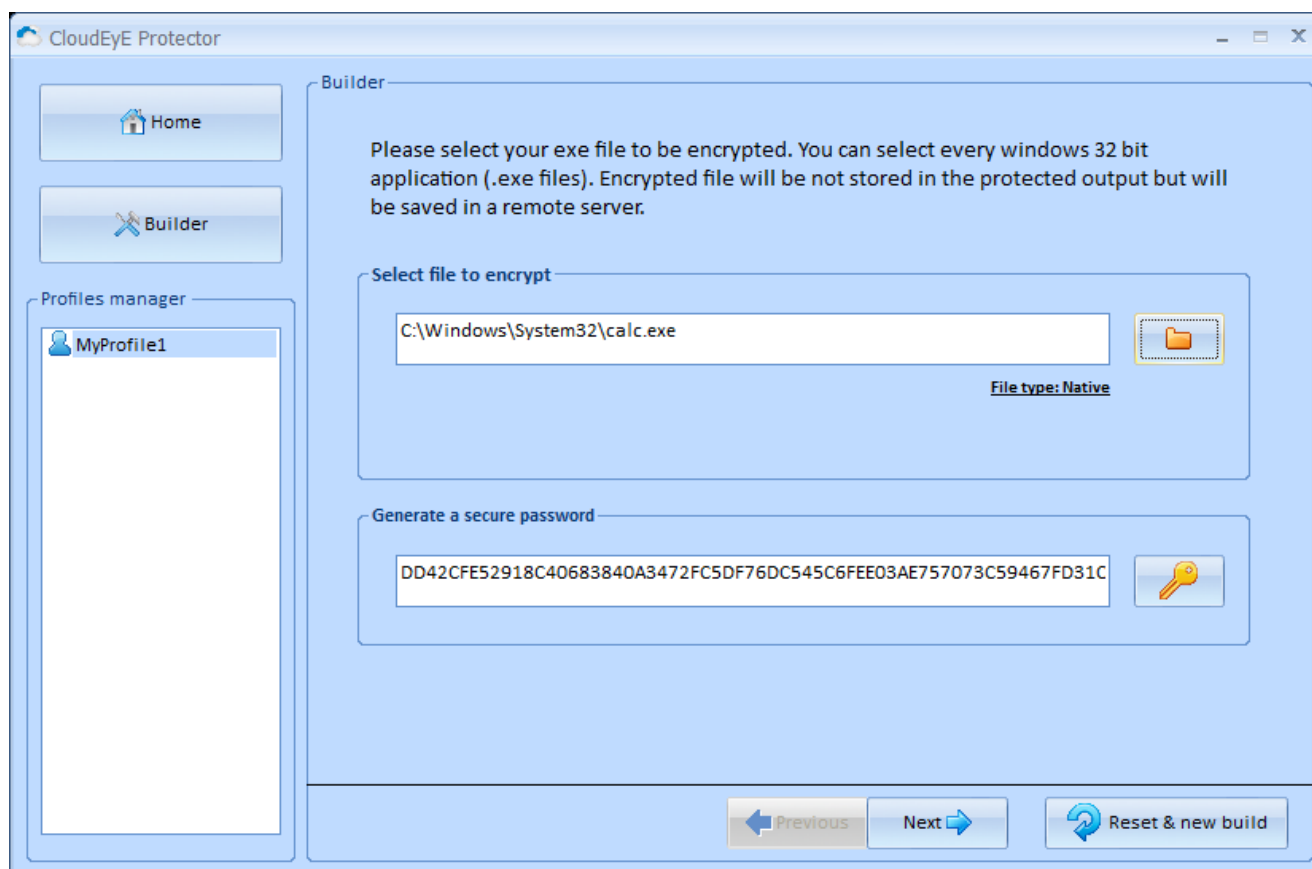 CloudEyE Protector
Home
Builder
Profiles manager
MyProfile1
Builder
Please select your exe file to be encrypted. You can select every windows 32 bit
application (.exe files). Encrypted file will be not stored in the protected output but will
be saved in a remote server.
Select file to encrypt
C:\Windows\System32\calc.exe
File type: Native
Generate a secure password
DD42CFE52918C40683840A3472FC5DF76DC545C6FEE03AE757073C59467FD31C
Previous
Next
Reset & new build